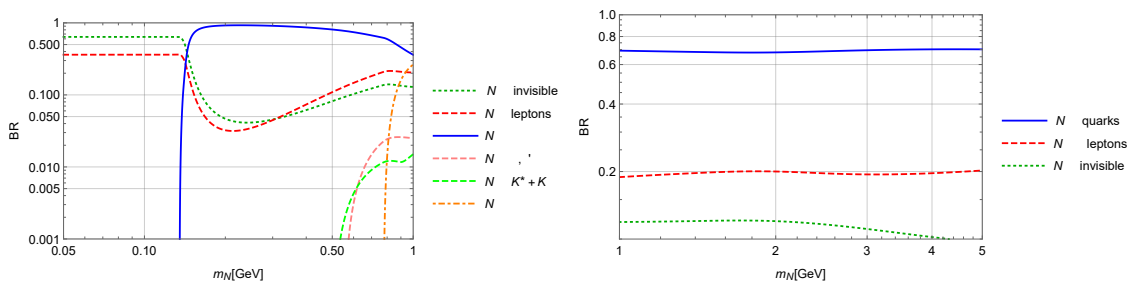 1
0.500
0.100
0.050
0.010
0.005
0.001
0.05
0.10
0.50
1
BR
m_N[GeV]
N invisible
N leptons
N
N , '
N K* + K
N
1.0
0.8
0.6
0.4
0.2
1
2
3
4
5
BR
m_N[GeV]
N quarks
N leptons
N invisible